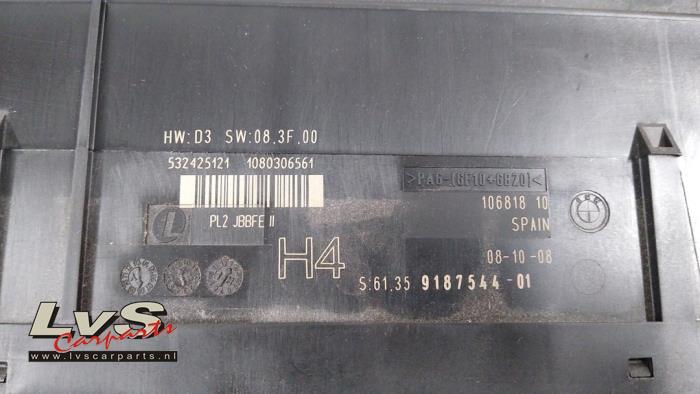 HW: D3 SW:08.3F.00
532425121 1080306561
>PA6-(GF10+GB20)<
106818 10
SPAIN
PL2 JBBFE II
08-10-08
H4
S:61.35 9187544-01
LvS
Carparts
www.lvscarparts.nl